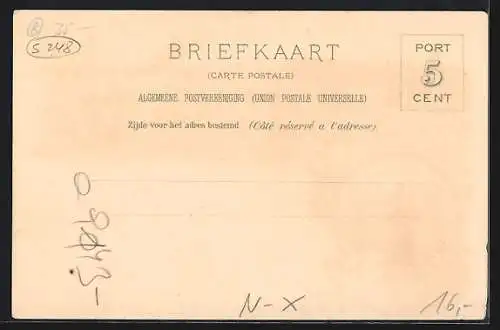 35-
S 248
BRIEFKAART
(CARTE POSTALE)
PORT
5
CENT
ALGEMEENE POSTVEREENIGING (UNION POSTALE UNIVERSELLE)
Zijde voor het adres bestemd (Côté réservé a l'adresse)
N-X
16,-